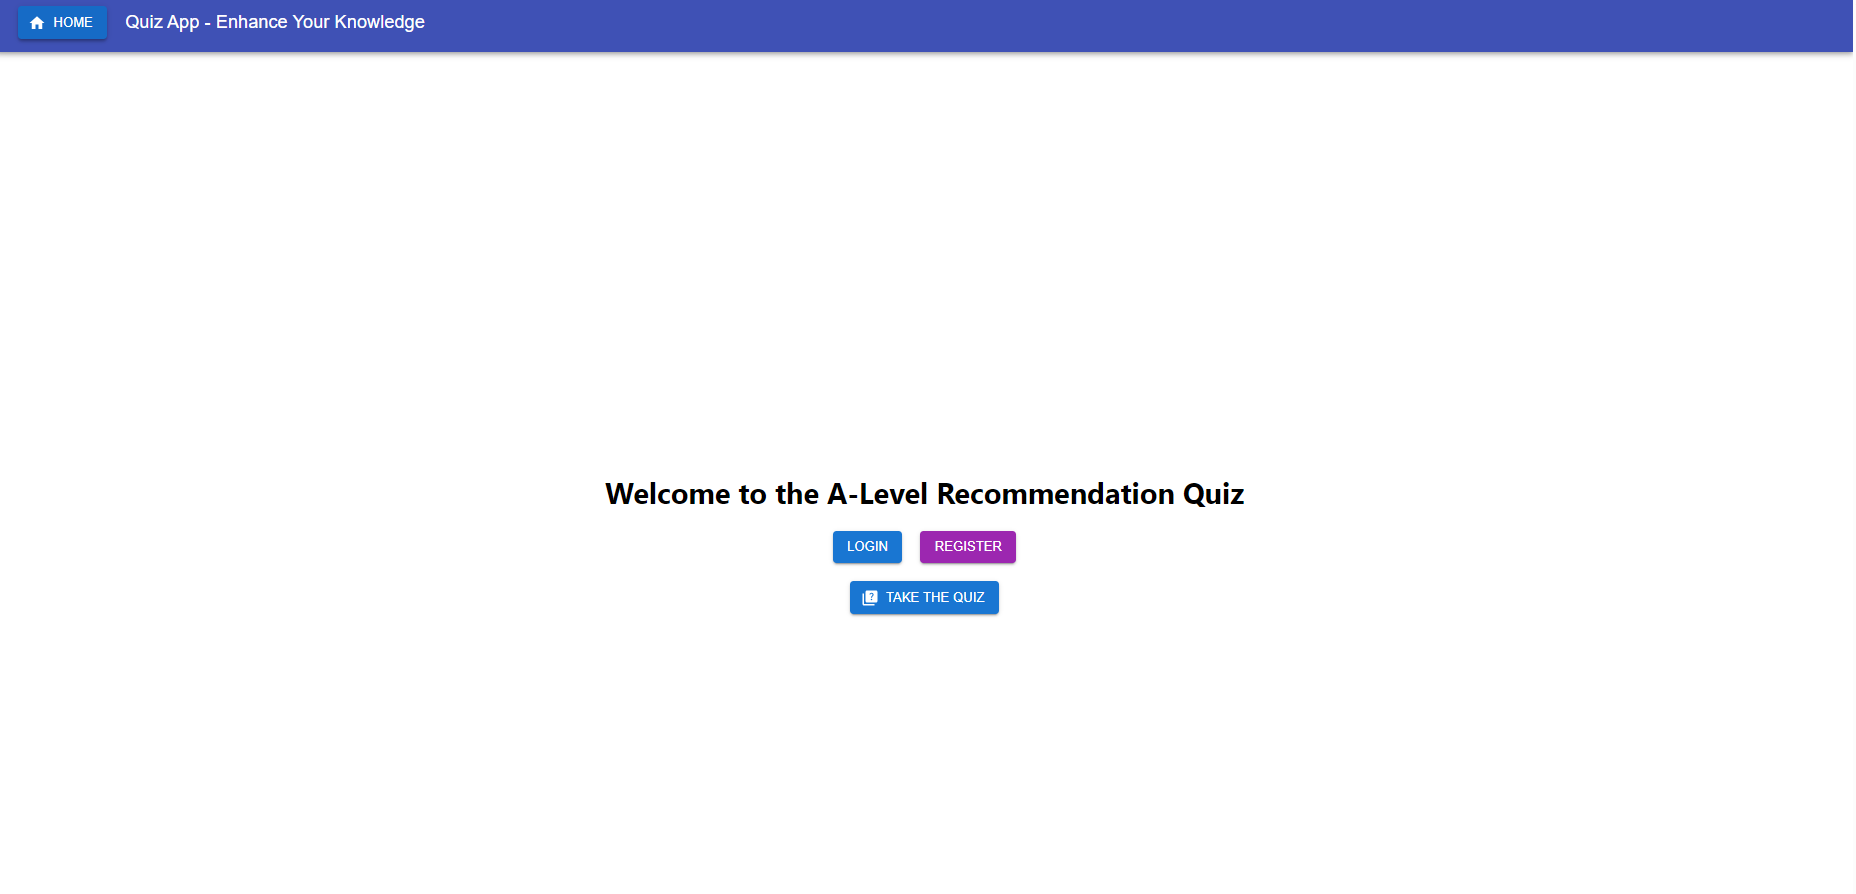 HOME Quiz App - Enhance Your Knowledge
Welcome to the A-Level Recommendation Quiz
LOGIN REGISTER
TAKE THE QUIZ